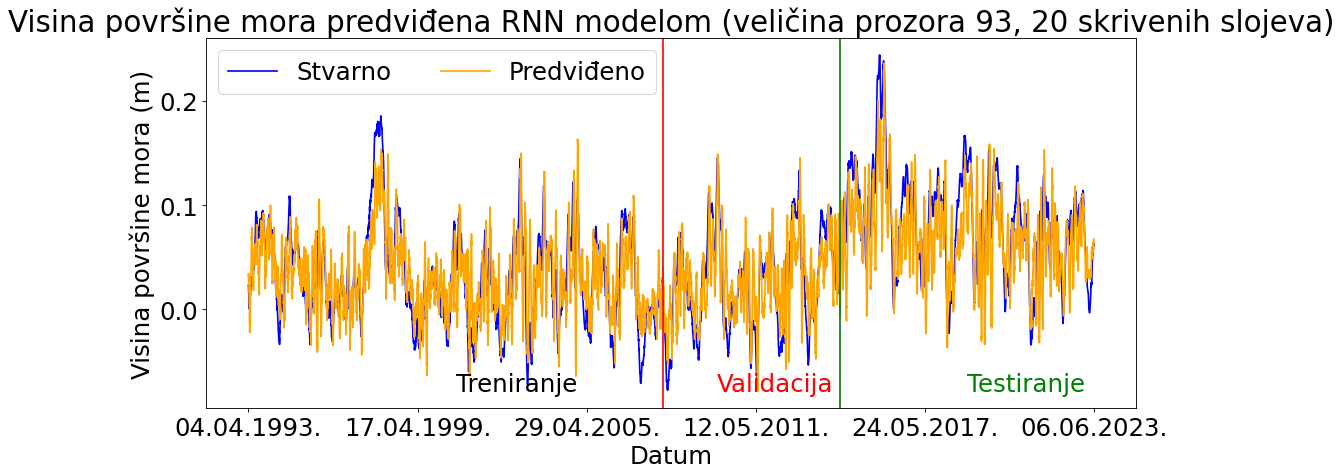 Visina površine mora predviđena RNN modelom (veličina prozora 93, 20 skrivenih slojeva)
Stvarno
Predviđeno
Visina površine mora (m)
0.2
0.1
0.0
Treniranje
Validacija
Testiranje
04.04.1993.
17.04.1999.
29.04.2005.
12.05.2011.
24.05.2017.
06.06.2023.
Datum